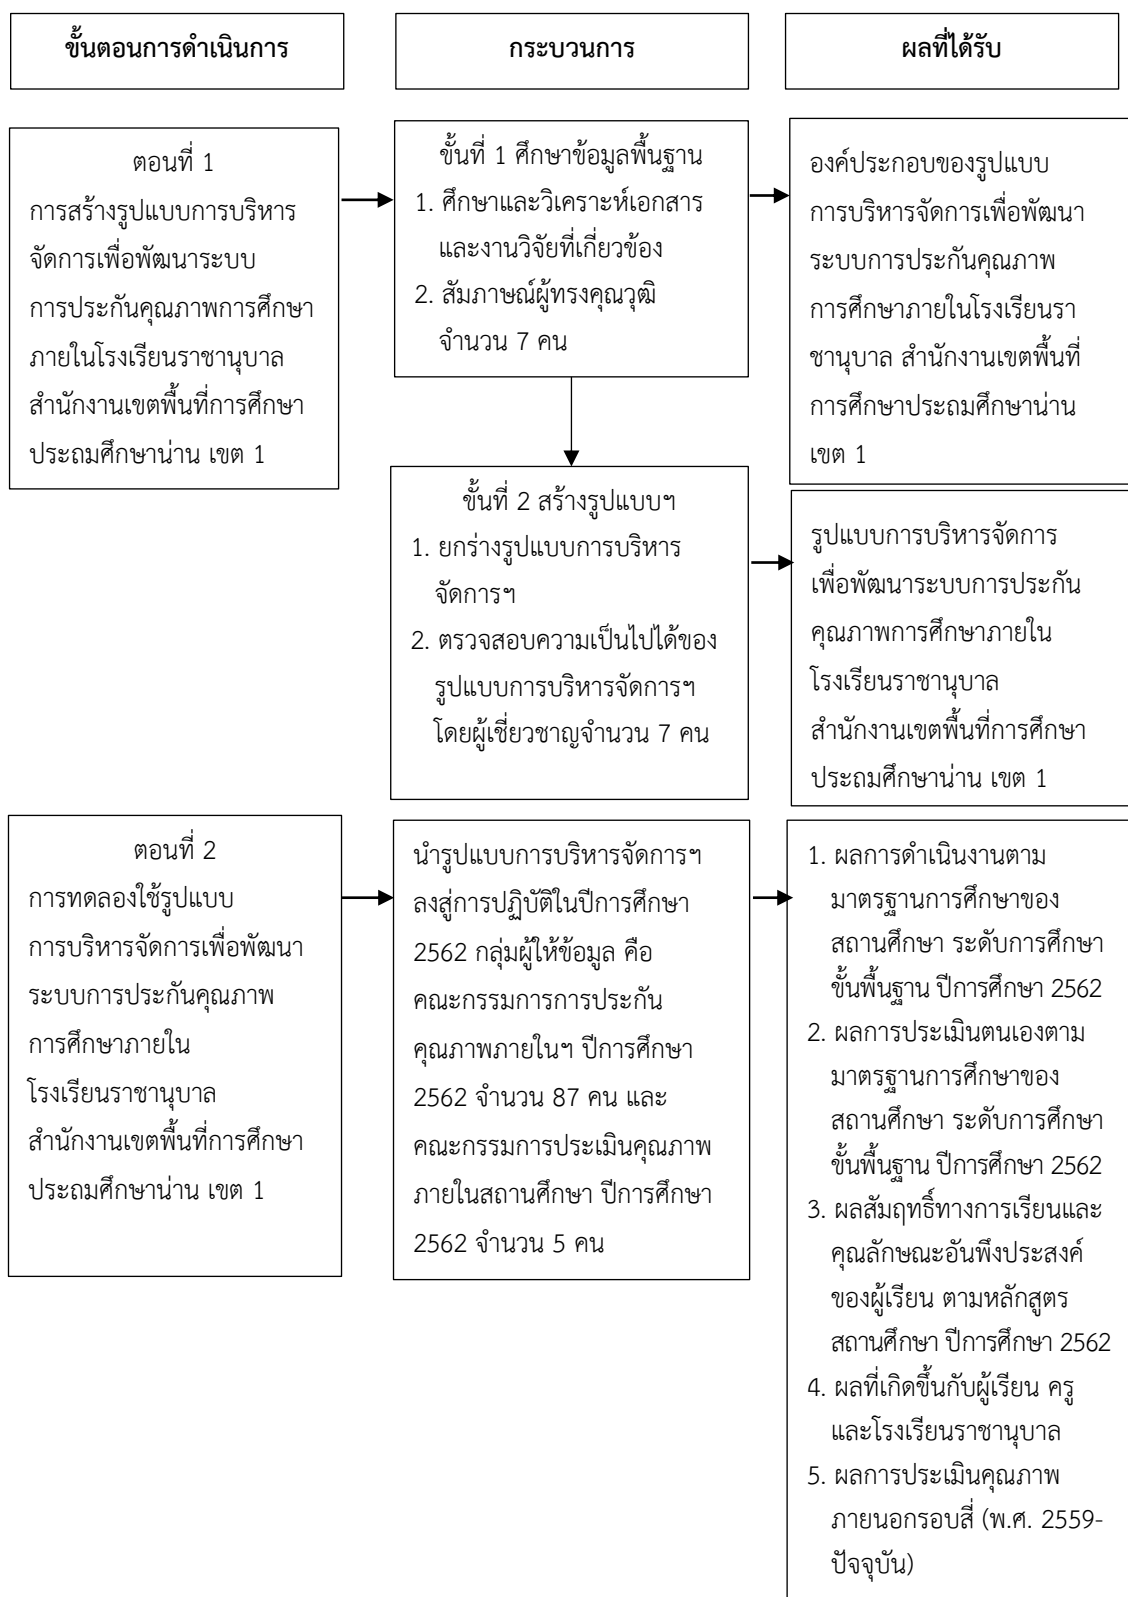 ขั้นตอนการดำเนินการ
กระบวนการ
ผลที่ได้รับ
ตอนที่ 1
การสร้างรูปแบบการบริหาร
จัดการเพื่อพัฒนาระบบ
การประกันคุณภาพการศึกษา
ภายในโรงเรียนราชานุบาล
สำนักงานเขตพื้นที่การศึกษา
ประถมศึกษาน่าน เขต 1
ขั้นที่ 1 ศึกษาข้อมูลพื้นฐาน
1. ศึกษาและวิเคราะห์เอกสาร
และงานวิจัยที่เกี่ยวข้อง
2. สัมภาษณ์ผู้ทรงคุณวุฒิ
จำนวน 7 คน
องค์ประกอบของรูปแบบ
การบริหารจัดการเพื่อพัฒนา
ระบบการประกันคุณภาพ
การศึกษาภายในโรงเรียนรา
ชานุบาล สำนักงานเขตพื้นที่
การศึกษาประถมศึกษาน่าน
เขต 1
ขั้นที่ 2 สร้างรูปแบบฯ
1. ยกร่างรูปแบบการบริหาร
จัดการฯ
2. ตรวจสอบความเป็นไปได้ของ
รูปแบบการบริหารจัดการฯ
โดยผู้เชี่ยวชาญจำนวน 7 คน
รูปแบบการบริหารจัดการ
เพื่อพัฒนาระบบการประกัน
คุณภาพการศึกษาภายใน
โรงเรียนราชานุบาล
สำนักงานเขตพื้นที่การศึกษา
ประถมศึกษาน่าน เขต 1
ตอนที่ 2
การทดลองใช้รูปแบบ
การบริหารจัดการเพื่อพัฒนา
ระบบการประกันคุณภาพ
การศึกษาภายใน
โรงเรียนราชานุบาล
สำนักงานเขตพื้นที่การศึกษา
ประถมศึกษาน่าน เขต 1
นำรูปแบบการบริหารจัดการฯ
ลงสู่การปฏิบัติในปีการศึกษา
2562 กลุ่มผู้ให้ข้อมูล คือ
คณะกรรมการการประกัน
คุณภาพภายในฯ ปีการศึกษา
2562 จำนวน 87 คน และ
คณะกรรมการประเมินคุณภาพ
ภายในสถานศึกษา ปีการศึกษา
2562 จำนวน 5 คน
1. ผลการดำเนินงานตาม
มาตรฐานการศึกษาของ
สถานศึกษา ระดับการศึกษา
ขั้นพื้นฐาน ปีการศึกษา 2562
2. ผลการประเมินตนเองตาม
มาตรฐานการศึกษาของ
สถานศึกษา ระดับการศึกษา
ขั้นพื้นฐาน ปีการศึกษา 2562
3. ผลสัมฤทธิ์ทางการเรียนและ
คุณลักษณะอันพึงประสงค์
ของผู้เรียน ตามหลักสูตร
สถานศึกษา ปีการศึกษา 2562
4. ผลที่เกิดขึ้นกับผู้เรียน ครู
และโรงเรียนราชานุบาล
5. ผลการประเมินคุณภาพ
ภายนอกรอบสี่ (พ.ศ. 2559-
ปัจจุบัน)